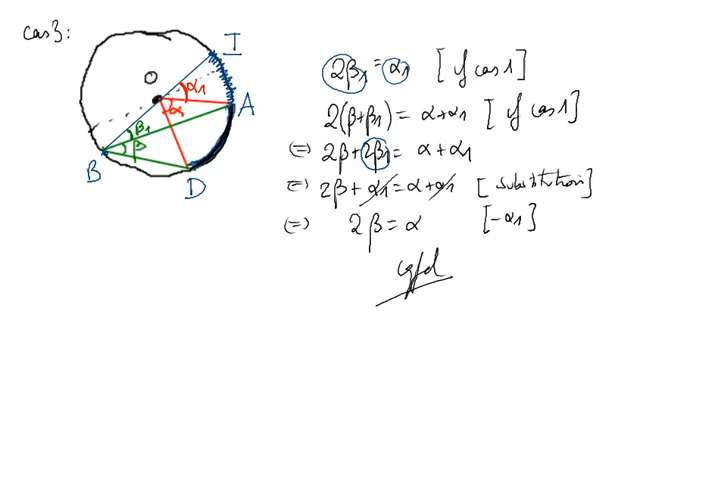 cas 3:
I
O
α1
α
A
β1
β
B
D
2β1 = α1 [cf cas 1]
2(β+β1) = α+α1 [cf cas 1]
(=) 2β+2β1 = α+α1
(=) 2β+α1 = α+α1 [substitution]
(=) 2β = α [-α1]
cqfd